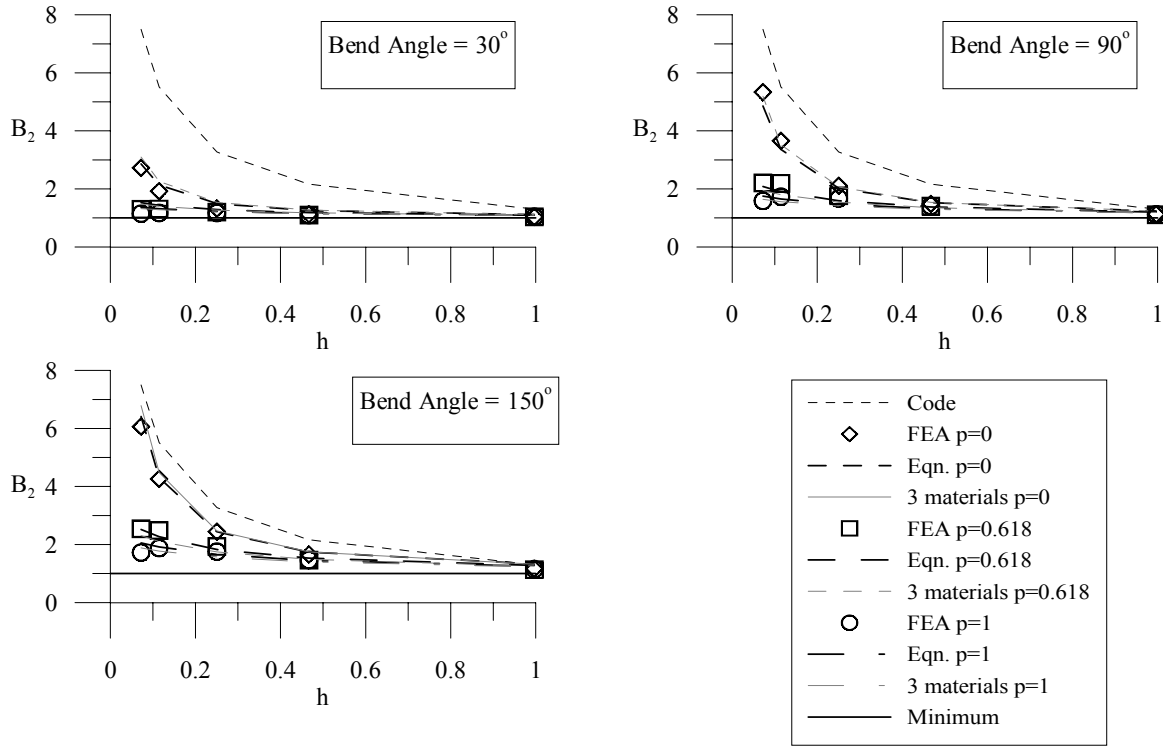 Bend Angle = 30°
8
6
4
2
0
B₂
0
0.2
0.4
0.6
0.8
1
h
Bend Angle = 90°
8
6
4
2
0
B₂
0
0.2
0.4
0.6
0.8
1
h
Bend Angle = 150°
8
6
4
2
0
B₂
0
0.2
0.4
0.6
0.8
1
h
Code
FEA p=0
Eqn. p=0
3 materials p=0
FEA p=0.618
Eqn. p=0.618
3 materials p=0.618
FEA p=1
Eqn. p=1
3 materials p=1
Minimum